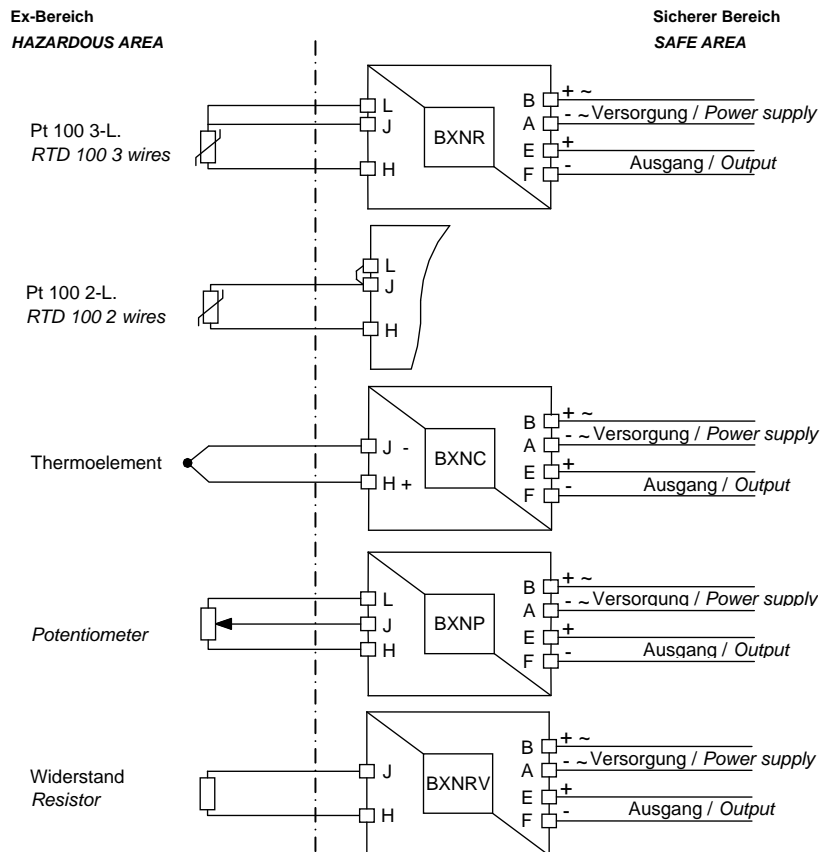 Ex-Bereich
HAZARDOUS AREA
Sicherer Bereich
SAFE AREA
Pt 100 3-L.
RTD 100 3 wires
L
J
H
BXNR
B + ~
A - ~ Versorgung / Power supply
E +
F - Ausgang / Output
Pt 100 2-L.
RTD 100 2 wires
L
J
H
Thermoelement
J -
H +
BXNC
B + ~
A - ~ Versorgung / Power supply
E +
F - Ausgang / Output
Potentiometer
L
J
H
BXNP
B + ~
A - ~ Versorgung / Power supply
E +
F - Ausgang / Output
Widerstand
Resistor
J
H
BXNRV
B + ~
A - ~ Versorgung / Power supply
E +
F - Ausgang / Output